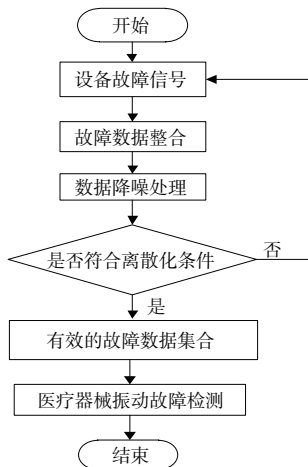 开始
设备故障信号
故障数据整合
数据降噪处理
是否符合离散化条件
否
是
有效的故障数据集合
医疗器械振动故障检测
结束